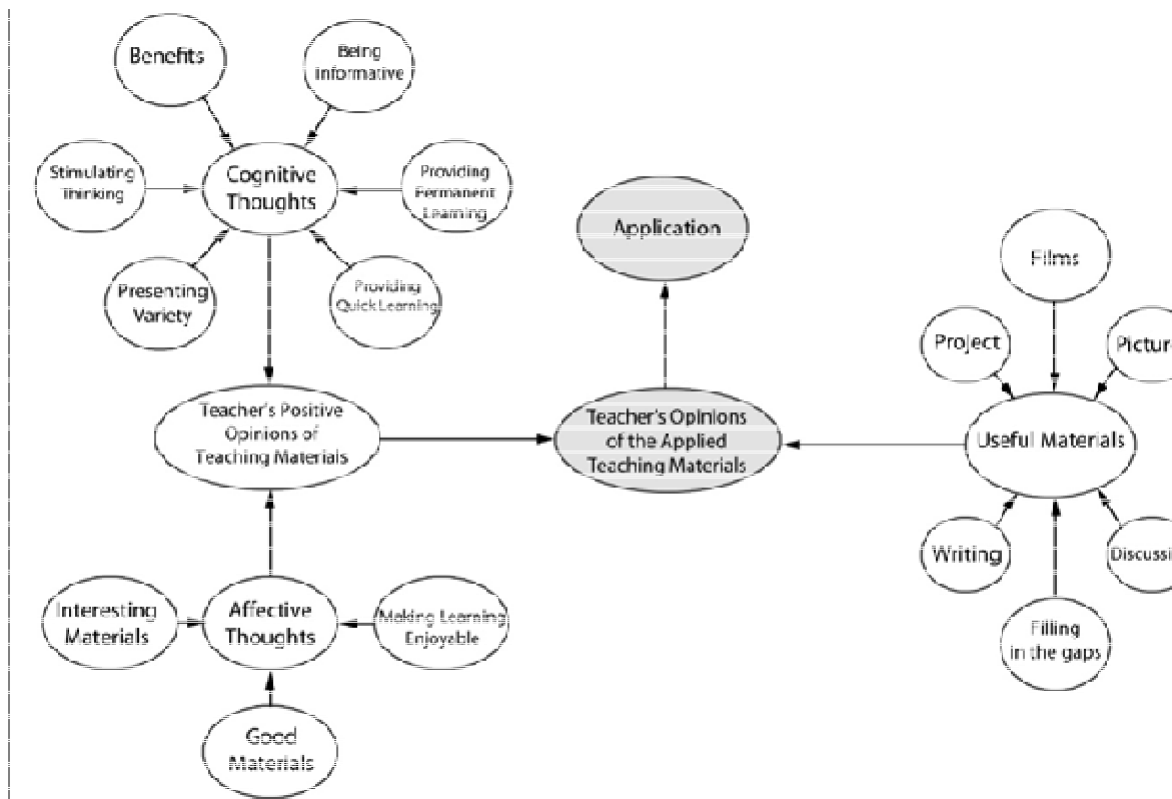 Benefits
Being
informative
Stimulating
Thinking
Cognitive
Thoughts
Providing
Permanent
Learning
Presenting
Variety
Providing
Quick Learning
Application
Films
Project
Pictur
Teacher's Positive
Opinions of
Teaching Materials
Teacher's Opinions
of the Applied
Teaching Materials
Useful Materials
Writing
Discussi
Interesting
Materials
Affective
Thoughts
Making Learning
Enjoyable
Filling
in the gaps
Good
Materials